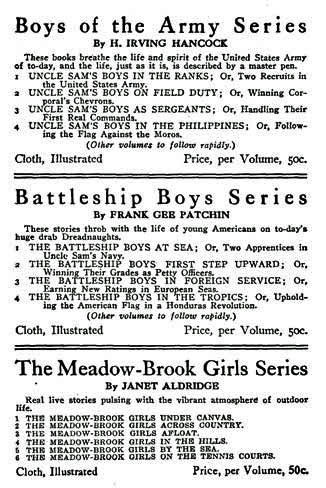 Boys of the Army Series
By H. IRVING HANCOCK
These books breathe the life and spirit of the United States Army
of to-day, and the life, just as it is, is described by a master pen.
1 UNCLE SAM'S BOYS IN THE RANKS; Or, Two Recruits in
the United States Army.
2 UNCLE SAM'S BOYS ON FIELD DUTY; Or, Winning Cor-
poral's Chevrons.
3 UNCLE SAM'S BOYS AS SERGEANTS; Or, Handling Their
First Real Commands.
4 UNCLE SAM'S BOYS IN THE PHILIPPINES; Or, Follow-
ing the Flag Against the Moros.
(Other volumes to follow rapidly.)
Cloth, Illustrated Price, per Volume, 50c.
Battleship Boys Series
By FRANK GEE PATCHIN
These stories throb with the life of young Americans on to-day's
huge drab Dreadnaughts.
1 THE BATTLESHIP BOYS AT SEA; Or, Two Apprentices in
Uncle Sam's Navy.
2 THE BATTLESHIP BOYS FIRST STEP UPWARD; Or,
Winning Their Grades as Petty Officers.
3 THE BATTLESHIP BOYS IN FOREIGN SERVICE; Or,
Earning New Ratings in European Seas.
4 THE BATTLESHIP BOYS IN THE TROPICS; Or, Uphold-
ing the American Flag in a Honduras Revolution.
(Other volumes to follow rapidly.)
Cloth, Illustrated Price, per Volume, 50c.
The Meadow-Brook Girls Series
By JANET ALDRIDGE
Real live stories pulsing with the vibrant atmosphere of outdoor
life.
1 THE MEADOW-BROOK GIRLS UNDER CANVAS.
2 THE MEADOW-BROOK GIRLS ACROSS COUNTRY.
3 THE MEADOW-BROOK GIRLS AFLOAT.
4 THE MEADOW-BROOK GIRLS IN THE HILLS.
5 THE MEADOW-BROOK GIRLS BY THE SEA.
6 THE MEADOW-BROOK GIRLS ON THE TENNIS COURTS.
Cloth, Illustrated Price, per Volume, 50c.